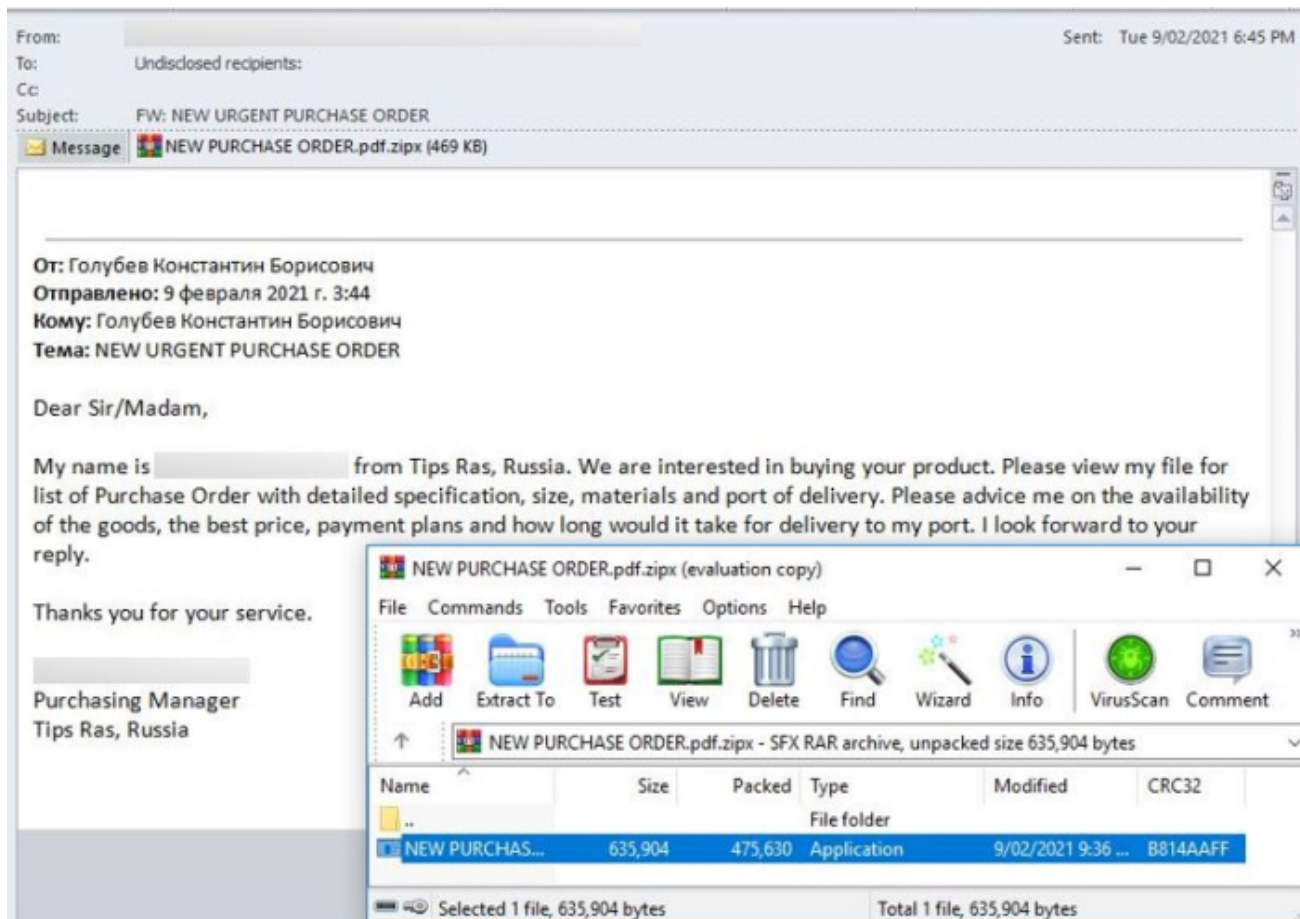 From:
Sent: Tue 9/02/2021 6:45 PM
To: Undisclosed recipients:
Cc:
Subject: FW: NEW URGENT PURCHASE ORDER
Message NEW PURCHASE ORDER.pdf.zipx (469 KB)
От: Голубев Константин Борисович
Отправлено: 9 февраля 2021 г. 3:44
Кому: Голубев Константин Борисович
Тема: NEW URGENT PURCHASE ORDER
Dear Sir/Madam,
My name is from Tips Ras, Russia. We are interested in buying your product. Please view my file for
list of Purchase Order with detailed specification, size, materials and port of delivery. Please advice me on the availability
of the goods, the best price, payment plans and how long would it take for delivery to my port. I look forward to your
reply.
Thanks you for your service.
Purchasing Manager
Tips Ras, Russia
NEW PURCHASE ORDER.pdf.zipx (evaluation copy)
File Commands Tools Favorites Options Help
Add Extract To Test View Delete Find Wizard Info VirusScan Comment
NEW PURCHASE ORDER.pdf.zipx - SFX RAR archive, unpacked size 635,904 bytes
Name Size Packed Type Modified CRC32
.. File folder
NEW PURCHAS... 635,904 475,630 Application 9/02/2021 9:36 ... B814AAFF
Selected 1 file, 635,904 bytes Total 1 file, 635,904 bytes